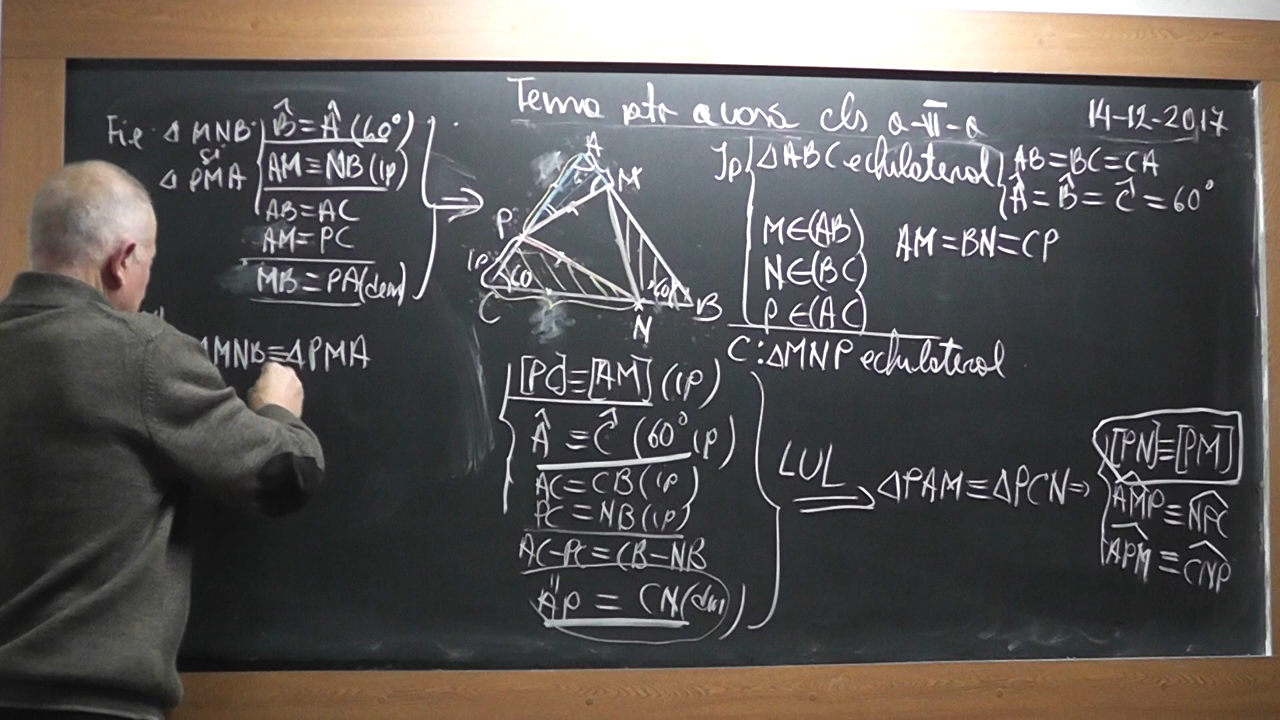 Tema ptr acasă cls a-VI-a 14-12-2017
Fie ΔMNB și ΔPMA
B̂ = Â (60°)
AM ≡ NB (ip)
AB = AC
AM = PC
MB = PA (dem)
⇒
ΔMNB ≡ ΔPMA
A
M
P
C
N
B
60
60
Ip ΔABC echilateral
AB = BC = CA
Â = B̂ = Ĉ = 60°
M∈(AB)
N∈(BC)
P∈(AC)
AM = BN = CP
C: ΔMNP echilateral
[PC] ≡ [AM] (ip)
Â ≡ Ĉ (60° ip)
AC = CB (ip)
PC = NB (ip)
AC-PC = CB-NB
AP = CN (dem)
LUL ⇒ ΔPAM ≡ ΔPCN ⇒
[PN] ≡ [PM]
AMP ≡ NPC
APM ≡ CNP